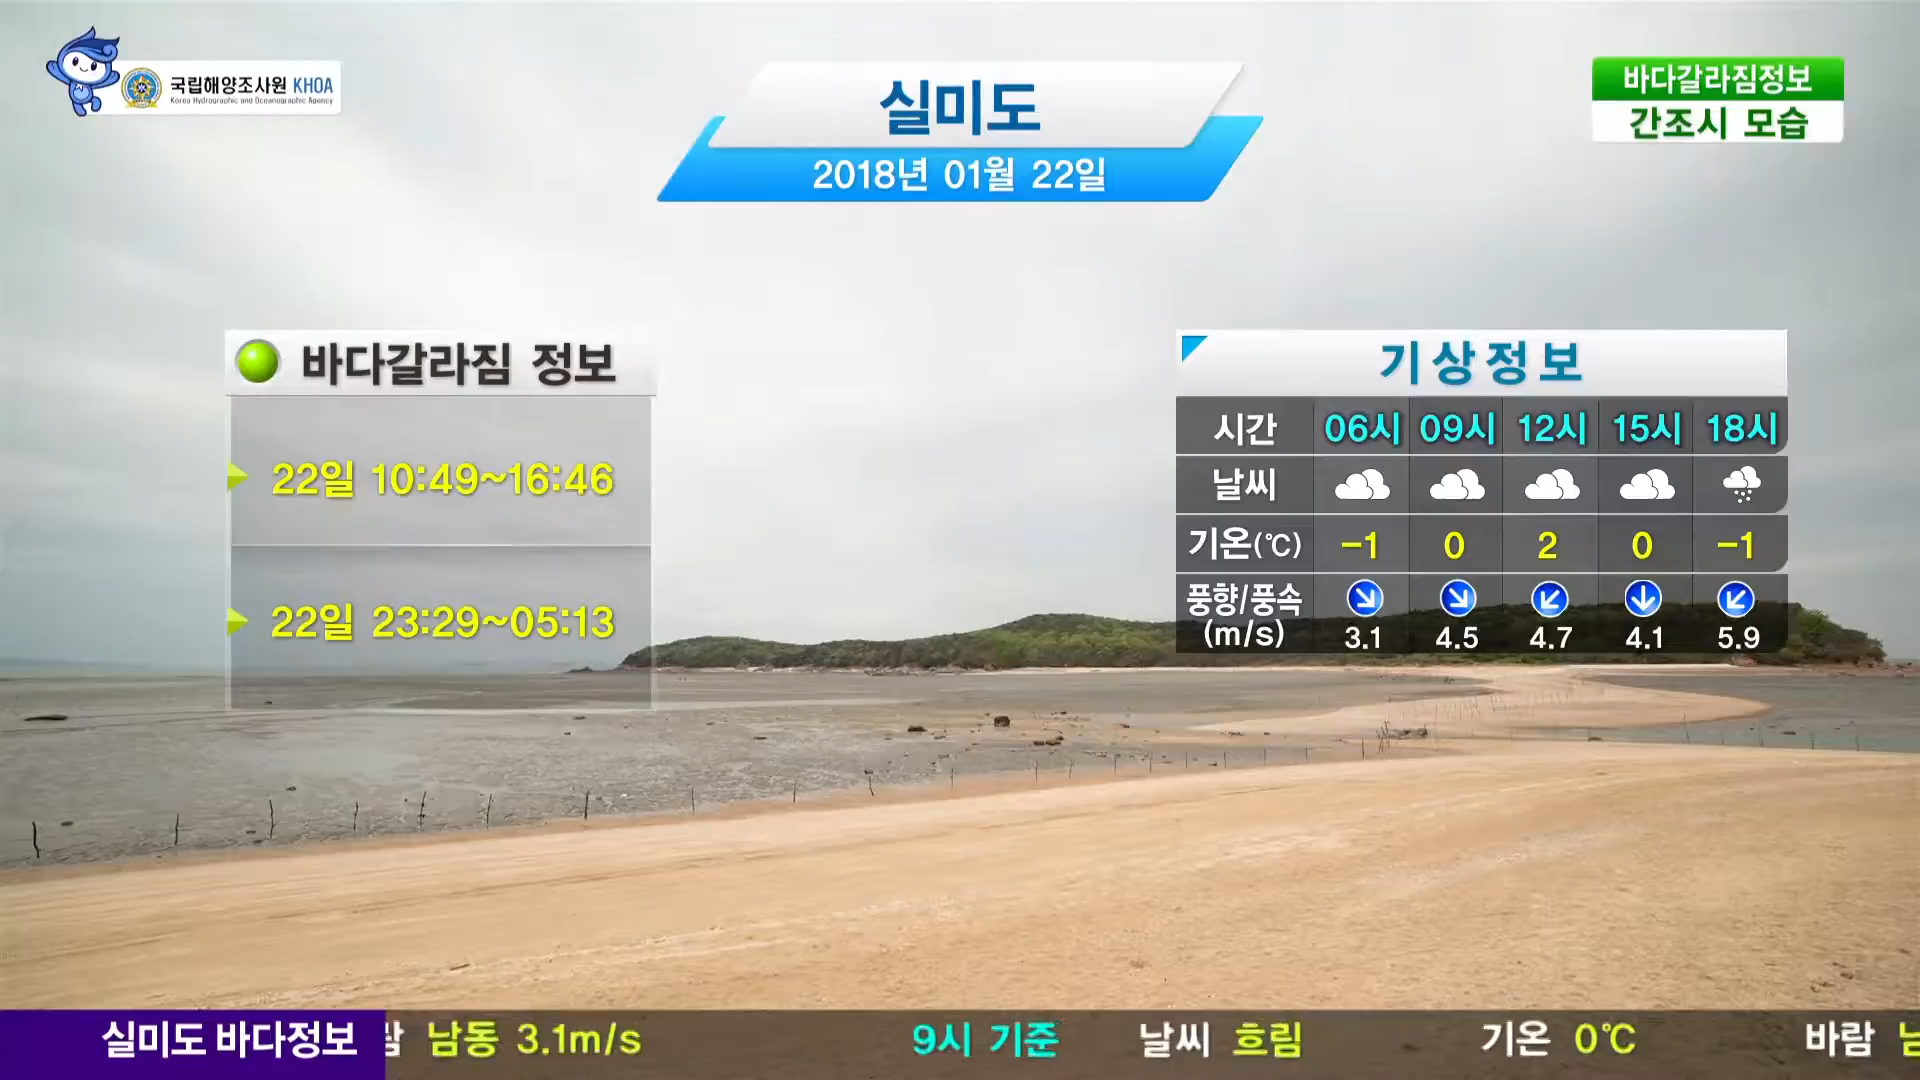 국립해양조사원 KHOA
Korea Hydrographic and Oceanographic Agency
실미도
2018년 01월 22일
바다갈라짐정보
간조시 모습
바다갈라짐 정보
22일 10:49~16:46
22일 23:29~05:13
기상정보
시간 06시 09시 12시 15시 18시
날씨
기온(℃) -1 0 2 0 -1
풍향/풍속
(m/s) 3.1 4.5 4.7 4.1 5.9
실미도 바다정보 람 남동 3.1m/s 9시 기준 날씨 흐림 기온 0℃ 바람